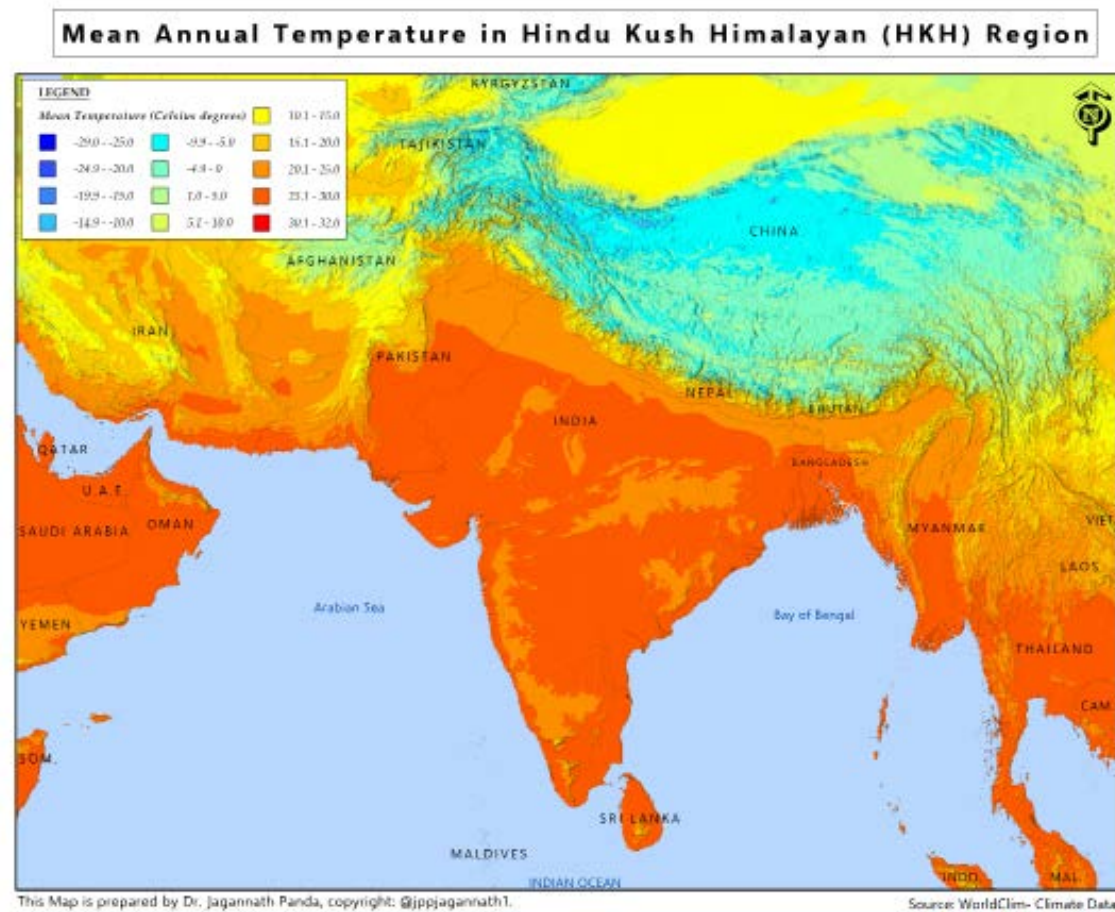 Mean Annual Temperature in Hindu Kush Himalayan (HKH) Region
LEGEND
Mean Temperature (Celsius degrees)
-29.0 - -25.0
-24.9 - -20.0
-19.9 - -15.0
-14.9 - -10.0
-9.9 - -5.0
-4.9 - 0
1.0 - 5.0
5.1 - 10.0
10.1 - 15.0
15.1 - 20.0
20.1 - 25.0
25.1 - 30.0
30.1 - 32.0
KYRGYZSTAN
N
TAJIKISTAN
CHINA
AFGHANISTAN
IRAN
PAKISTAN
NEPAL
BHUTAN
INDIA
QATAR
BANGLADESH
U.A.E.
SAUDI ARABIA
OMAN
MYANMAR
VIET
LAOS
Arabian Sea
Bay of Bengal
YEMEN
THAILAND
CAM
SOM.
SRI LANKA
MALDIVES
INDO
MAL.
INDIAN OCEAN
This Map is prepared by Dr. Jagannath Panda, copyright: @jppjagannath1.
Source: WorldClim- Climate Data